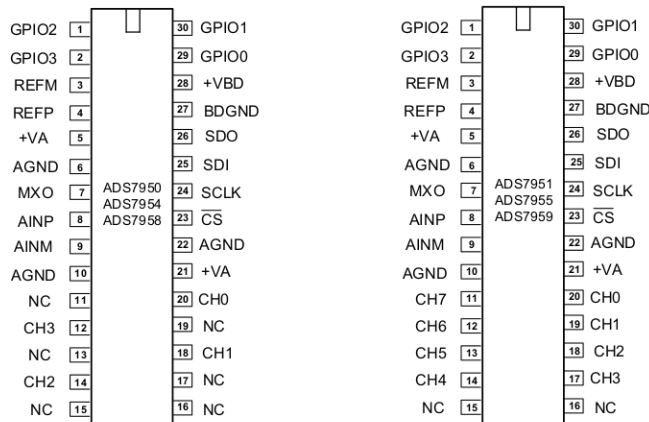 GPIO2 1 30 GPIO1
GPIO3 2 29 GPIO0
REFM 3 28 +VBD
REFP 4 27 BDGND
+VA 5 26 SDO
AGND 6 25 SDI
MXO 7 ADS7950 24 SCLK
ADS7954
AINP 8 ADS7958 23 CS
AINM 9 22 AGND
AGND 10 21 +VA
NC 11 20 CH0
CH3 12 19 NC
NC 13 18 CH1
CH2 14 17 NC
NC 15 16 NC
GPIO2 1 30 GPIO1
GPIO3 2 29 GPIO0
REFM 3 28 +VBD
REFP 4 27 BDGND
+VA 5 26 SDO
AGND 6 25 SDI
MXO 7 ADS7951 24 SCLK
ADS7955
AINP 8 ADS7959 23 CS
AINM 9 22 AGND
AGND 10 21 +VA
CH7 11 20 CH0
CH6 12 19 CH1
CH5 13 18 CH2
CH4 14 17 CH3
NC 15 16 NC